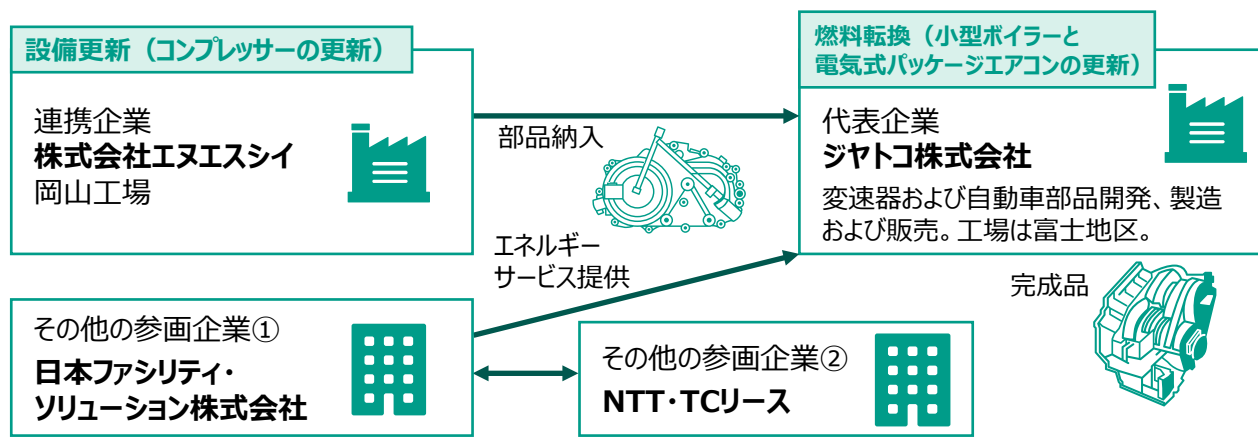 設備更新（コンプレッサーの更新）
連携企業
株式会社エヌエスシイ
岡山工場
部品納入
燃料転換（小型ボイラーと
電気式パッケージエアコンの更新）
代表企業
ジヤトコ株式会社
変速器および自動車部品開発、製造
および販売。工場は富士地区。
エネルギー
サービス提供
完成品
その他の参画企業①
日本ファシリティ・
ソリューション株式会社
その他の参画企業②
NTT・TCリース